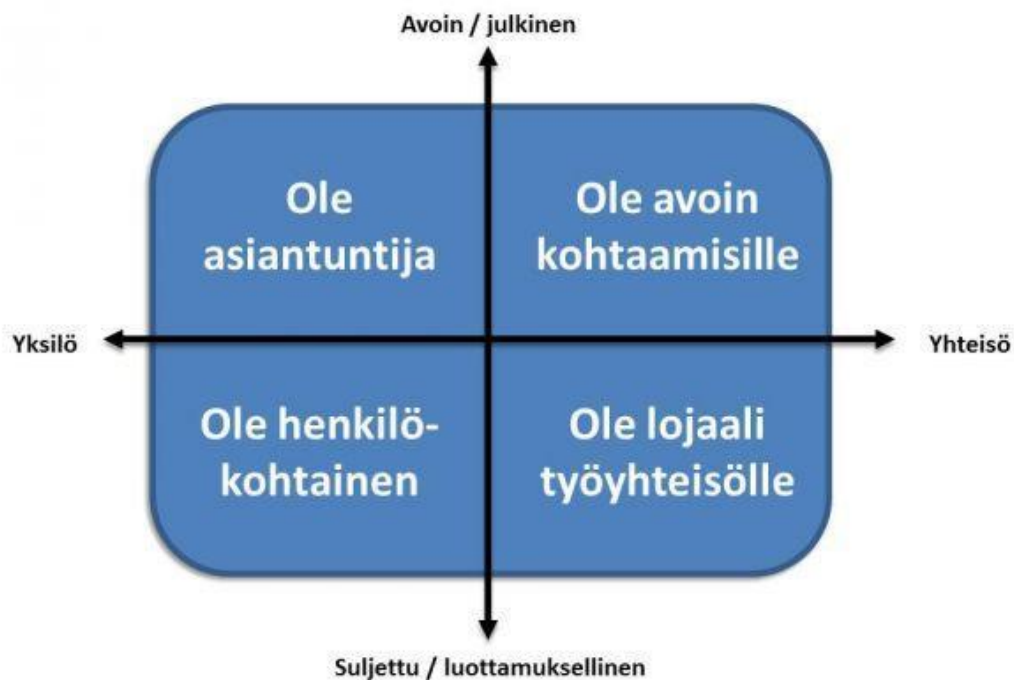 Avoin / julkinen
Ole
asiantuntija
Ole avoin
kohtaamisille
Yksilö
Yhteisö
Ole henkilö-
kohtainen
Ole lojaali
työyhteisölle
Suljettu / luottamuksellinen